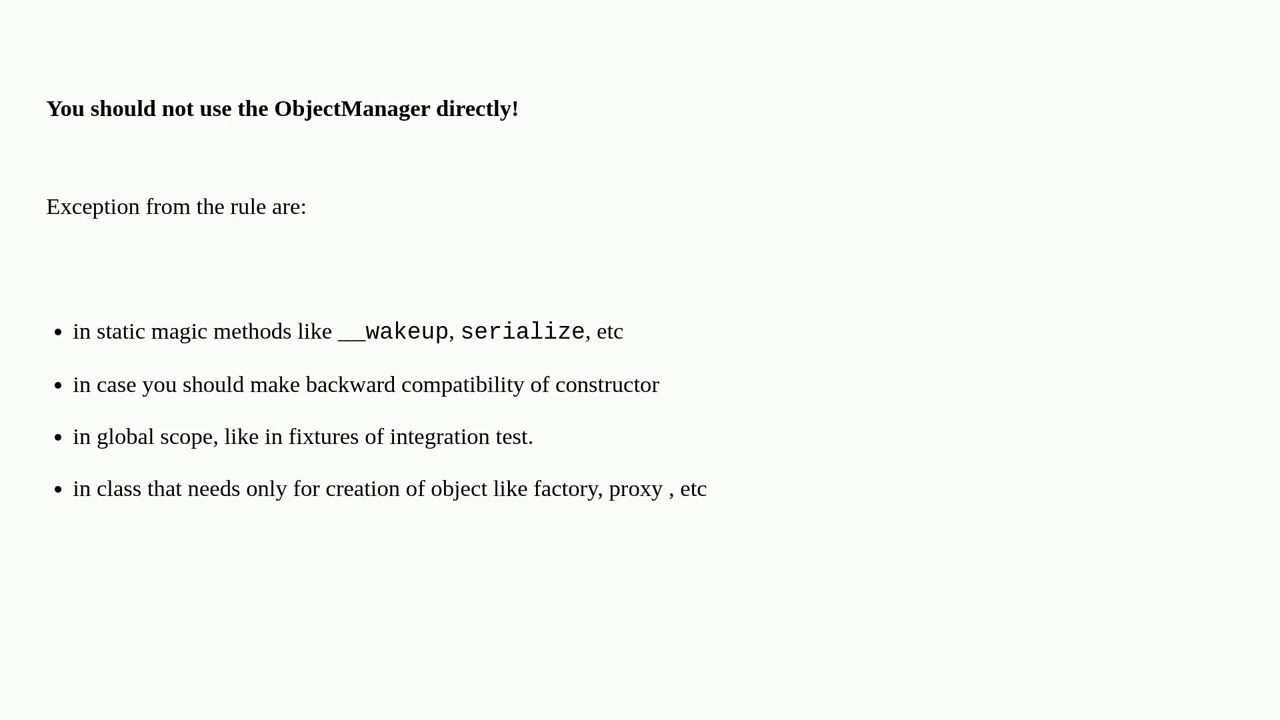 You should not use the ObjectManager directly!
Exception from the rule are:
• in static magic methods like __wakeup, serialize, etc
• in case you should make backward compatibility of constructor
• in global scope, like in fixtures of integration test.
• in class that needs only for creation of object like factory, proxy , etc